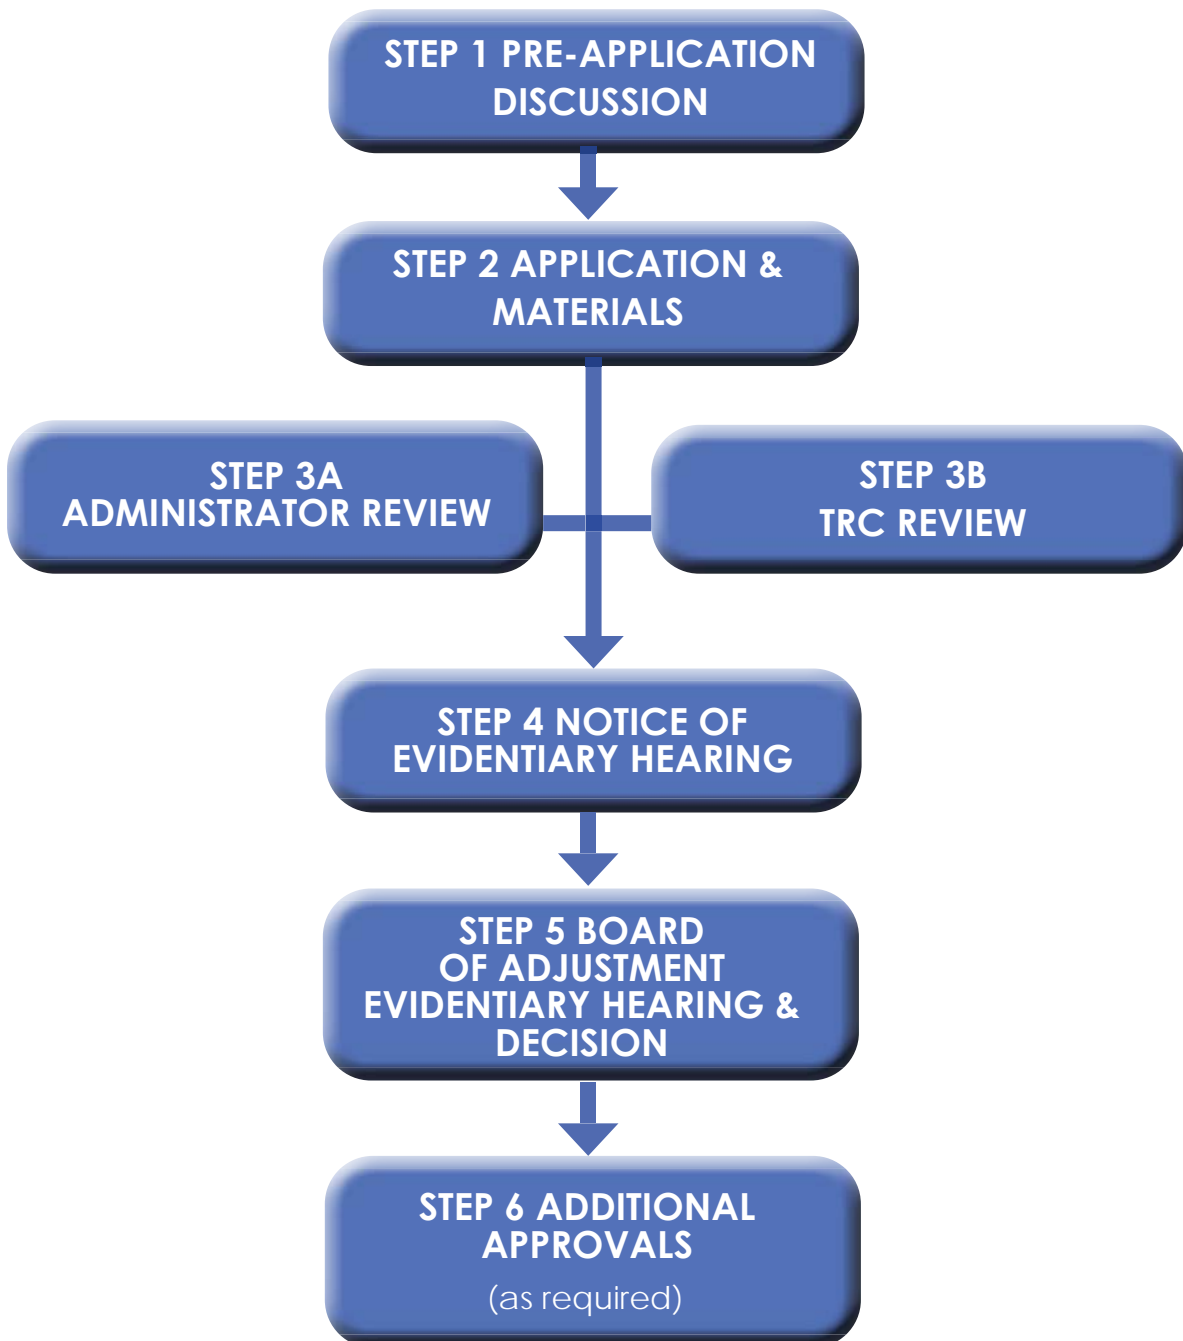 STEP 1 PRE-APPLICATION
DISCUSSION
STEP 2 APPLICATION &
MATERIALS
STEP 3A
ADMINISTRATOR REVIEW
STEP 3B
TRC REVIEW
STEP 4 NOTICE OF
EVIDENTIARY HEARING
STEP 5 BOARD
OF ADJUSTMENT
EVIDENTIARY HEARING &
DECISION
STEP 6 ADDITIONAL
APPROVALS
(as required)